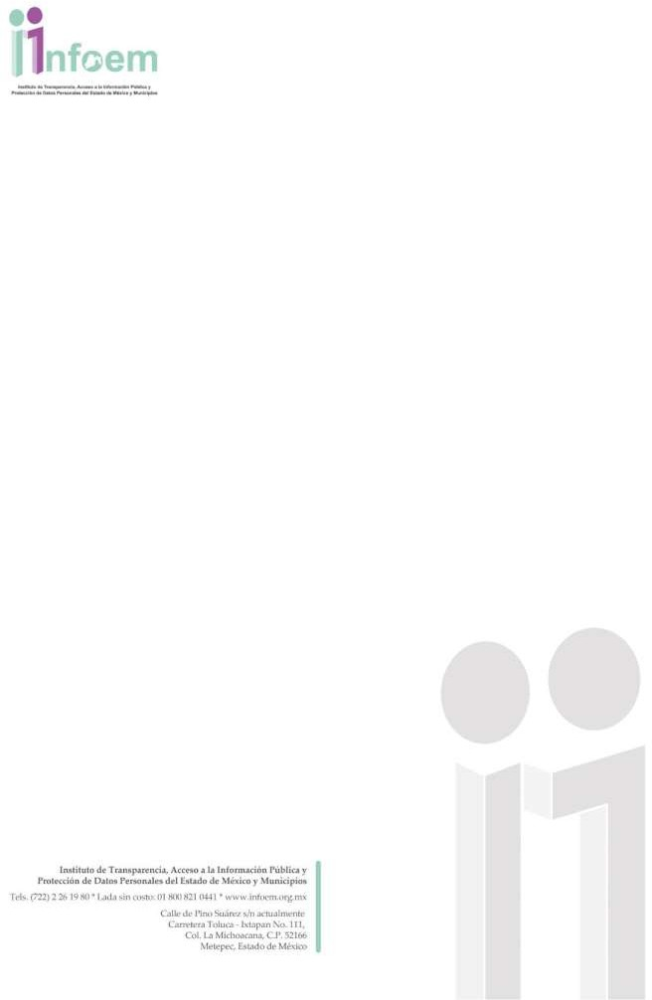 infoem
Instituto de Transparencia, Acceso a la Información Pública y
Protección de Datos Personales del Estado de México y Municipios
Instituto de Transparencia, Acceso a la Información Pública y
Protección de Datos Personales del Estado de México y Municipios
Tels. (722) 2 26 19 80 * Lada sin costo: 01 800 821 0441 * www.infoem.org.mx
Calle de Pino Suárez s/n actualmente
Carretera Toluca - Ixtapan No. 111,
Col. La Michoacana, C.P. 52166
Metepec, Estado de México